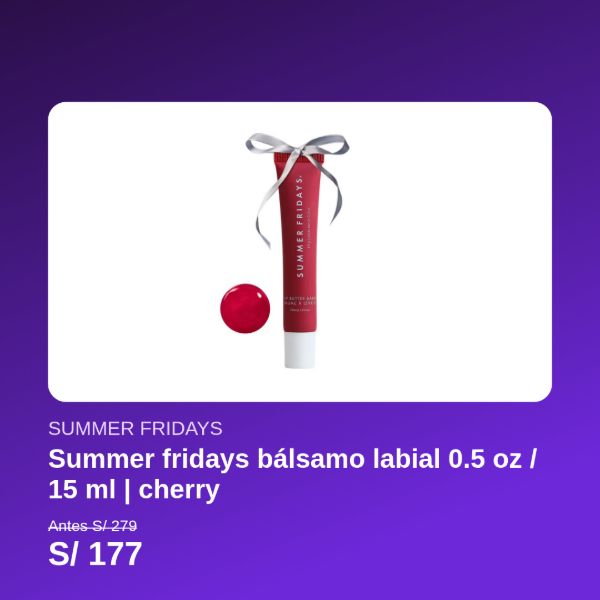 SUMMER FRIDAYS.
SUMMER FRIDAYS
Summer fridays bálsamo labial 0.5 oz /
15 ml | cherry
Antes S/ 279
S/ 177